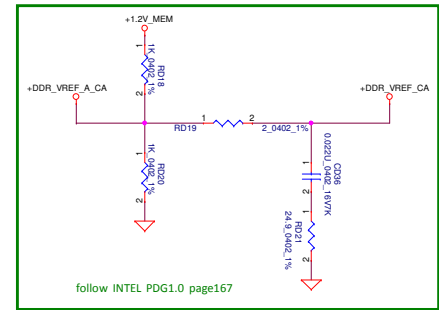 +1.2V_MEM
1
RD18
1K_0402_1%
2
+DDR_VREF_A_CA
+DDR_VREF_CA
RD19
1
2
2_0402_1%
1
RD20
1K_0402_1%
2
1
CD36
0.022U_0402_16V7K
2
1
RD21
24.9_0402_1%
2
follow INTEL PDG1.0 page167